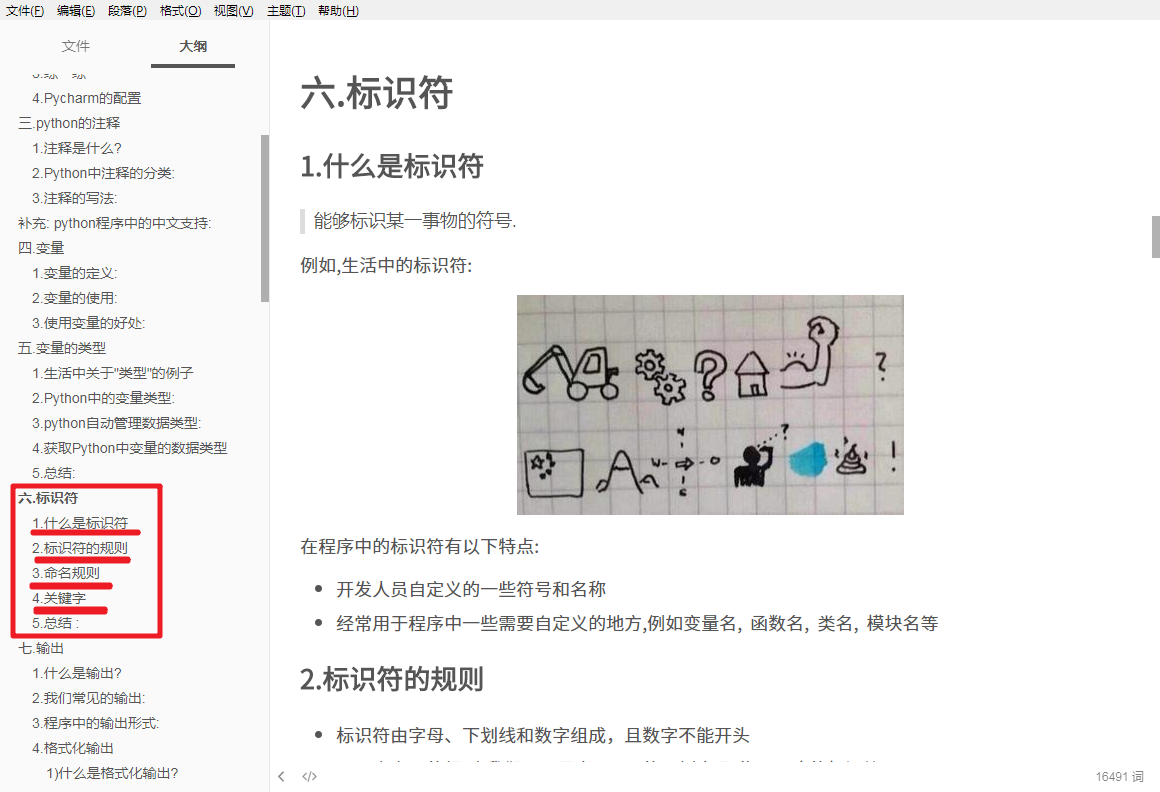 文件(F) 编辑(E) 段落(P) 格式(O) 视图(V) 主题(T) 帮助(H)
文件 大纲
4.Pycharm的配置
三.python的注释
1.注释是什么?
2.Python中注释的分类:
3.注释的写法:
补充: python程序中的中文支持:
四.变量
1.变量的定义:
2.变量的使用:
3.使用变量的好处:
五.变量的类型
1.生活中关于"类型"的例子
2.Python中的变量类型:
3.python自动管理数据类型:
4.获取Python中变量的数据类型
5.总结:
六.标识符
1.什么是标识符
2.标识符的规则
3.命名规则
4.关键字
5.总结 :
七.输出
1.什么是输出?
2.我们常见的输出:
3.程序中的输出形式:
4.格式化输出
1)什么是格式化输出?
六.标识符
1.什么是标识符
能够标识某一事物的符号.
例如,生活中的标识符:
在程序中的标识符有以下特点:
开发人员自定义的一些符号和名称
经常用于程序中一些需要自定义的地方,例如变量名, 函数名, 类名, 模块名等
2.标识符的规则
标识符由字母、下划线和数字组成，且数字不能开头
16491 词